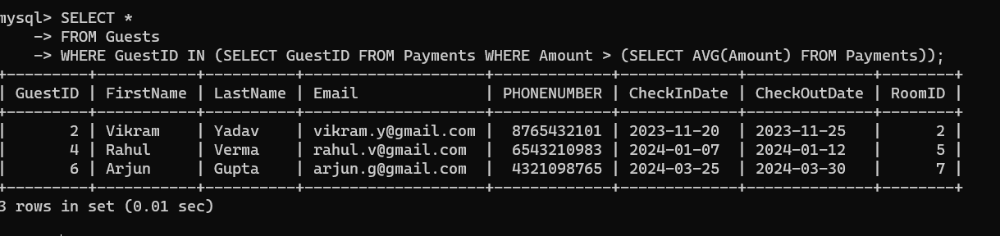 mysql> SELECT *
    -> FROM Guests
    -> WHERE GuestID IN (SELECT GuestID FROM Payments WHERE Amount > (SELECT AVG(Amount) FROM Payments));
+---------+-----------+----------+--------------------+-------------+-------------+--------------+--------+
| GuestID | FirstName | LastName | Email              | PHONENUMBER | CheckInDate | CheckOutDate | RoomID |
+---------+-----------+----------+--------------------+-------------+-------------+--------------+--------+
|       2 | Vikram    | Yadav    | vikram.y@gmail.com |  8765432101 | 2023-11-20  | 2023-11-25   |      2 |
|       4 | Rahul     | Verma    | rahul.v@gmail.com  |  6543210983 | 2024-01-07  | 2024-01-12   |      5 |
|       6 | Arjun     | Gupta    | arjun.g@gmail.com  |  4321098765 | 2024-03-25  | 2024-03-30   |      7 |
+---------+-----------+----------+--------------------+-------------+-------------+--------------+--------+
3 rows in set (0.01 sec)